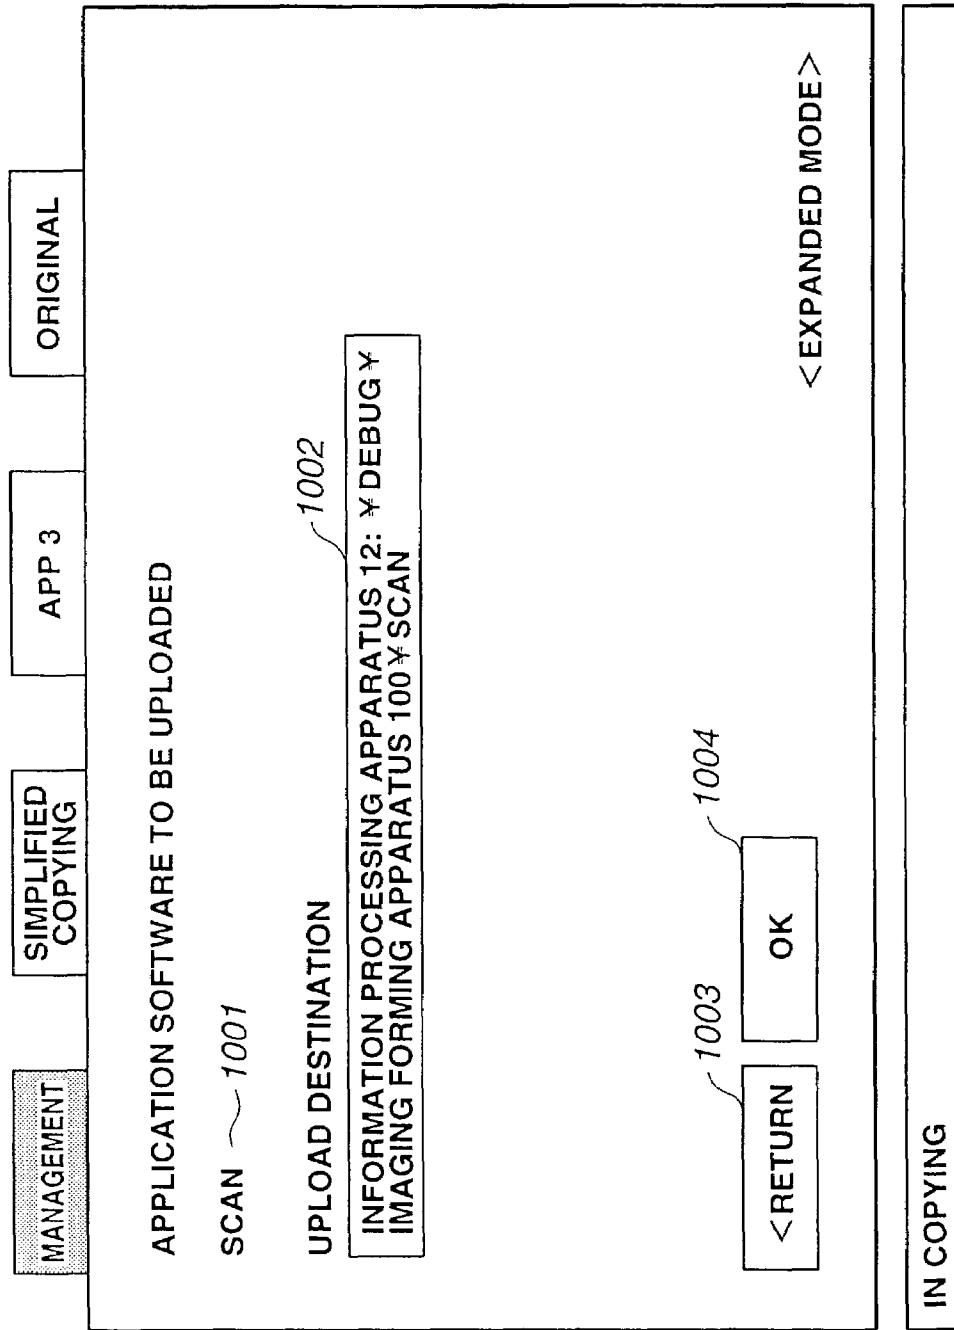 MANAGEMENT
SIMPLIFIED
COPYING
APP 3
ORIGINAL
APPLICATION SOFTWARE TO BE UPLOADED
SCAN 1001
UPLOAD DESTINATION
1002
INFORMATION PROCESSING APPARATUS 12: ¥DEBUG¥
IMAGING FORMING APPARATUS 100¥SCAN
1003
1004
<RETURN
OK
<EXPANDED MODE>
IN COPYING